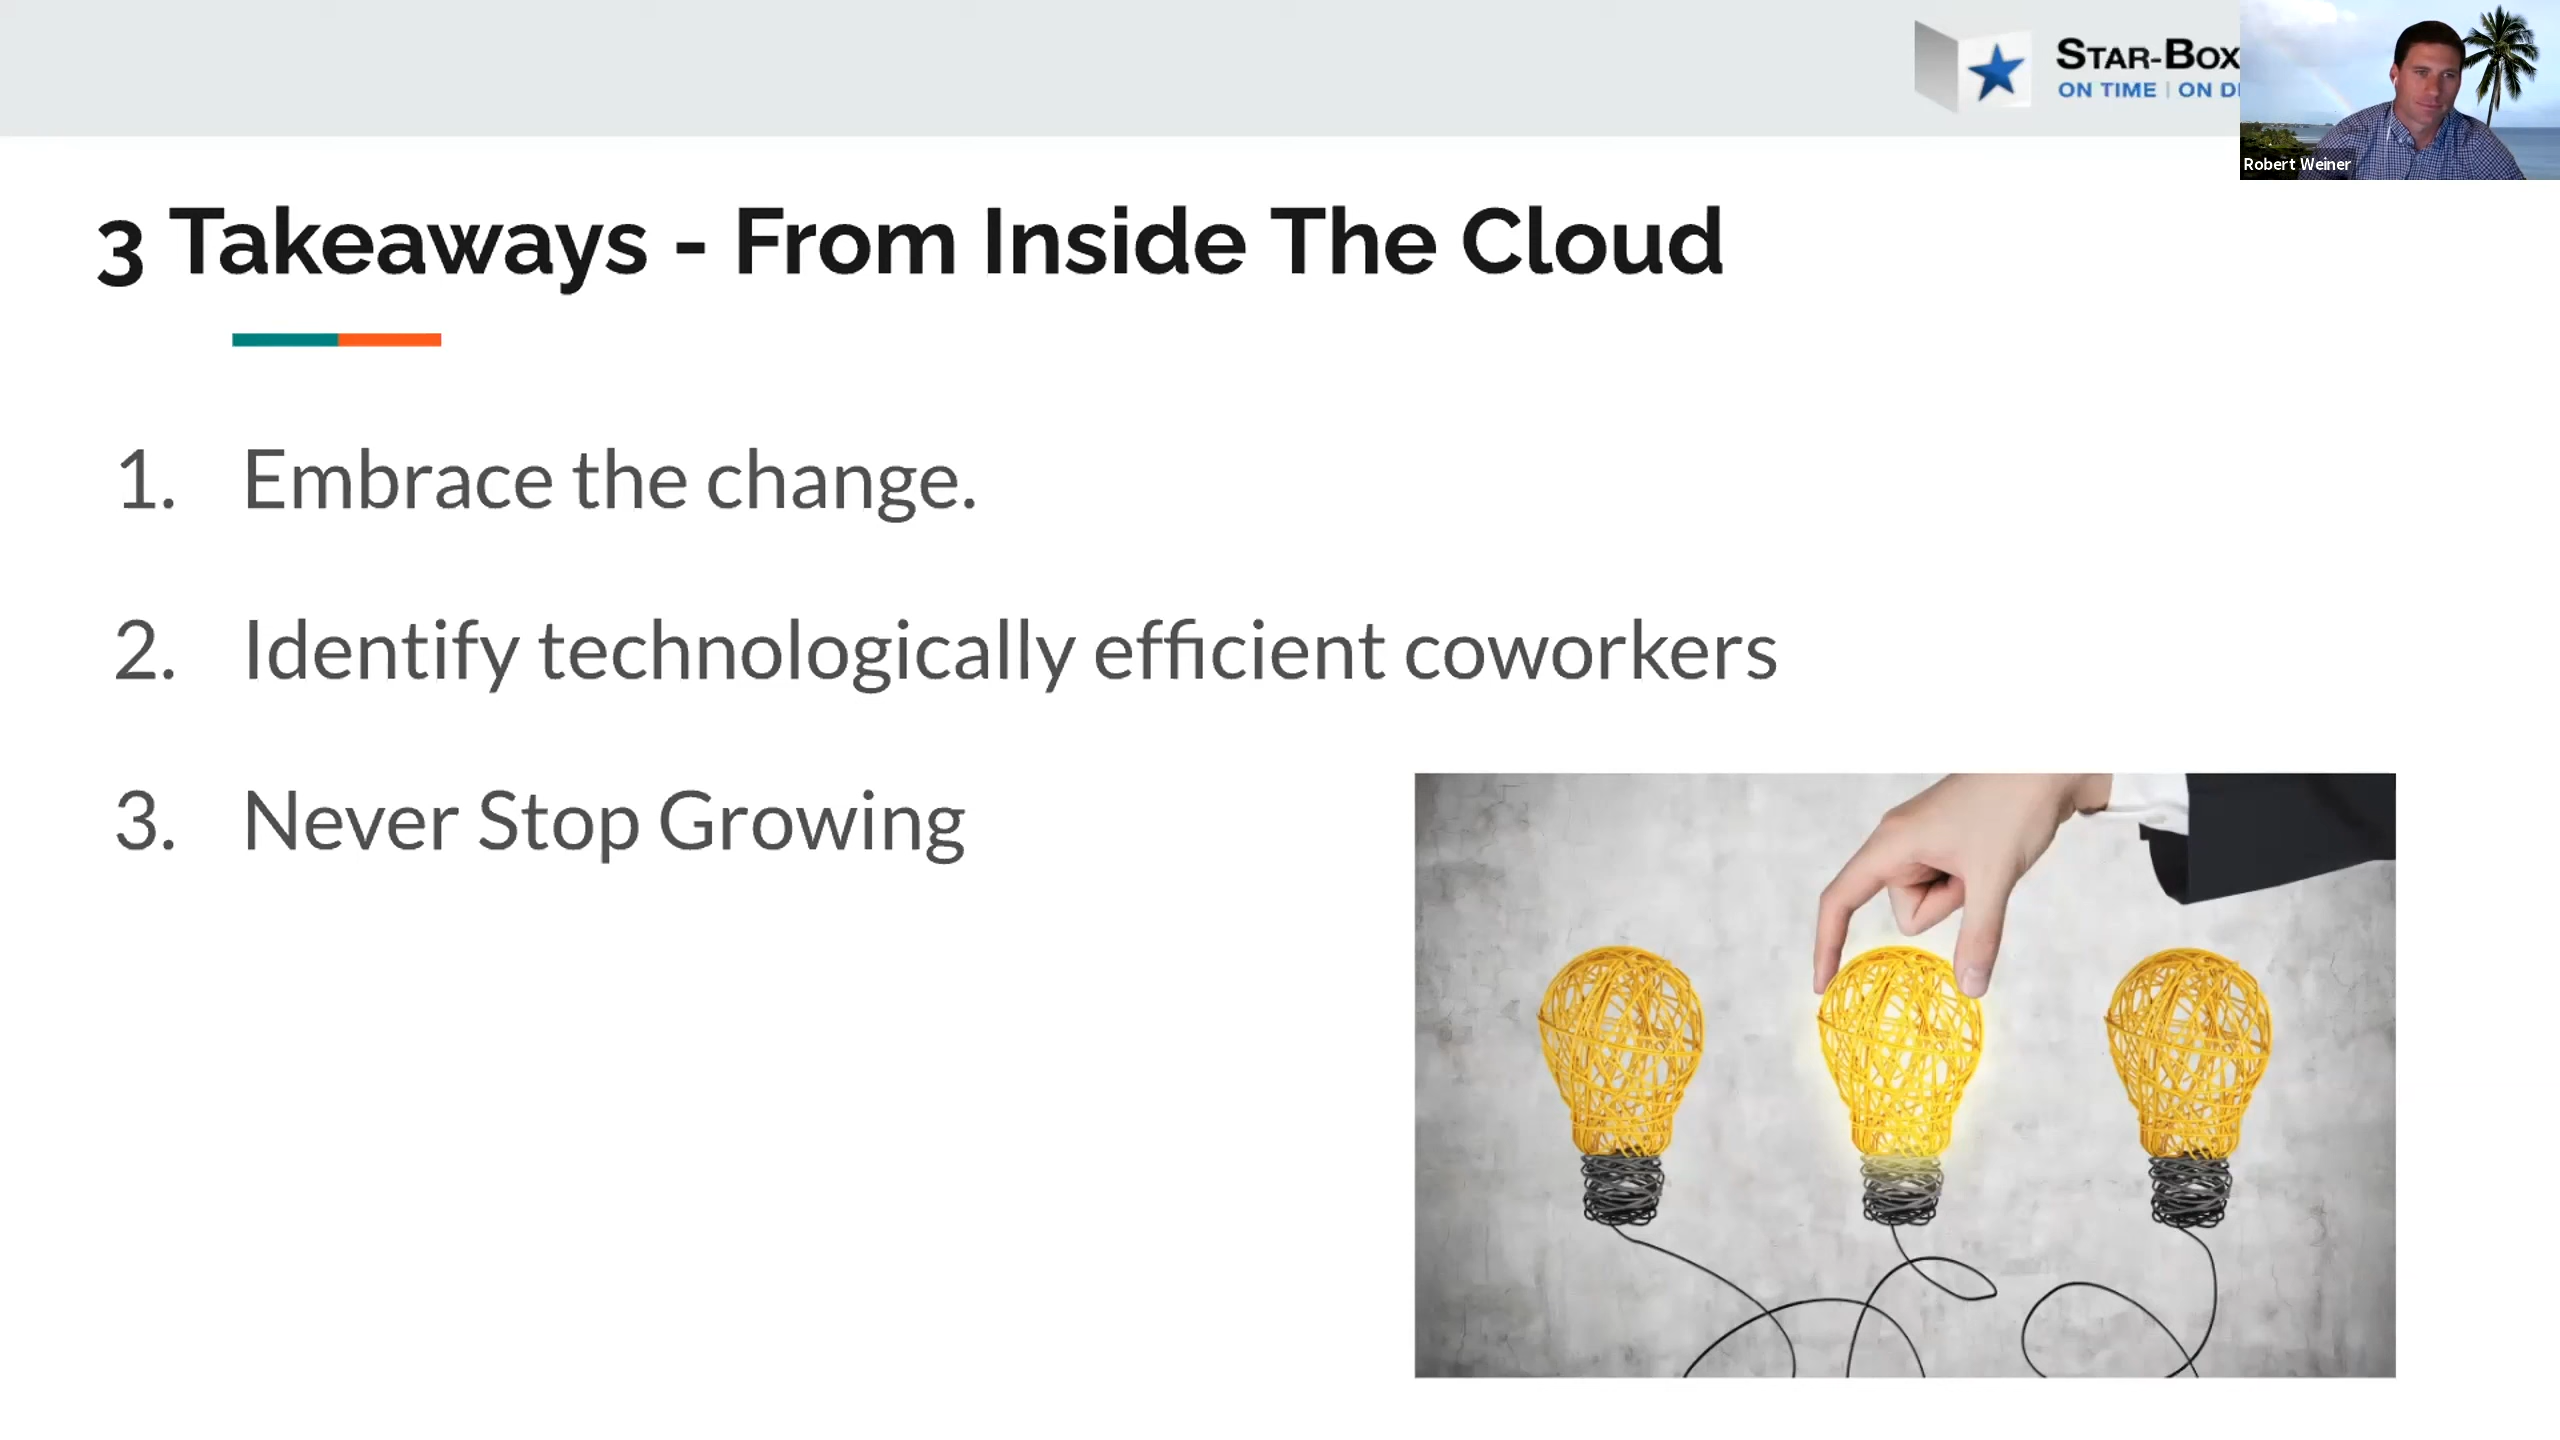 STAR-BOX
ON TIME | ON
Robert Weiner
3 Takeaways - From Inside The Cloud
1. Embrace the change.
2. Identify technologically efficient coworkers
3. Never Stop Growing